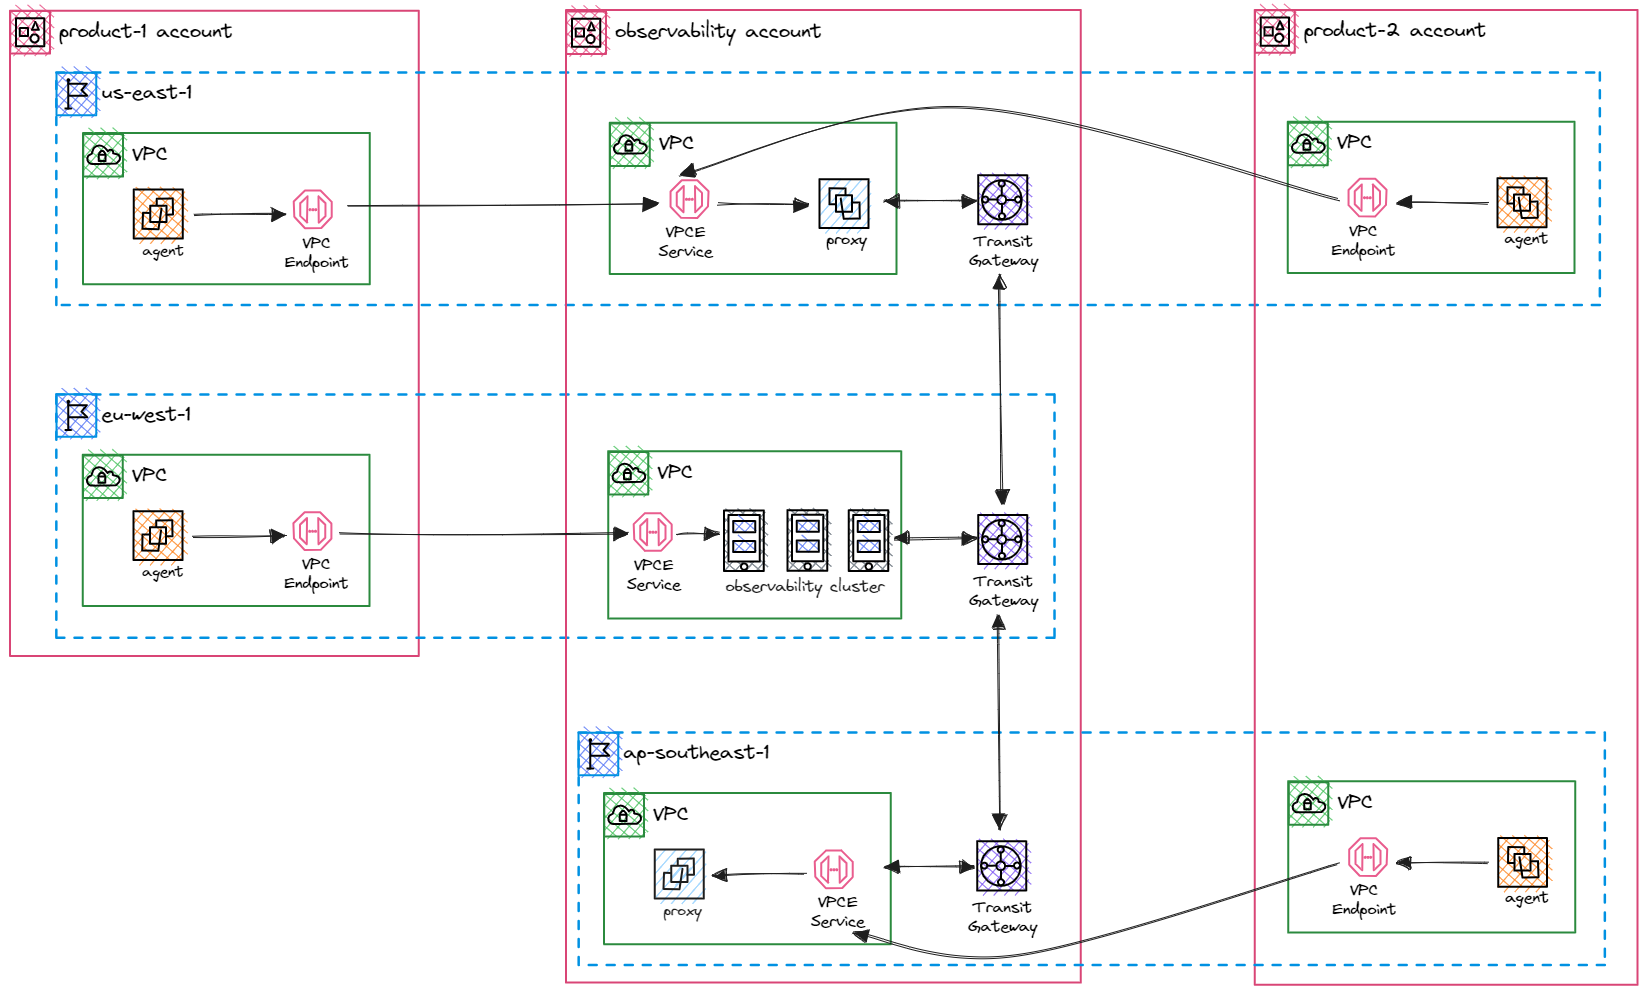 product-1 account
observability account
product-2 account
us-east-1
VPC
agent
VPC
Endpoint
VPC
VPCE
Service
proxy
Transit
Gateway
VPC
VPC
Endpoint
agent
eu-west-1
VPC
agent
VPC
Endpoint
VPC
VPCE
Service
observability cluster
Transit
Gateway
ap-southeast-1
VPC
proxy
VPCE
Service
Transit
Gateway
VPC
VPC
Endpoint
agent